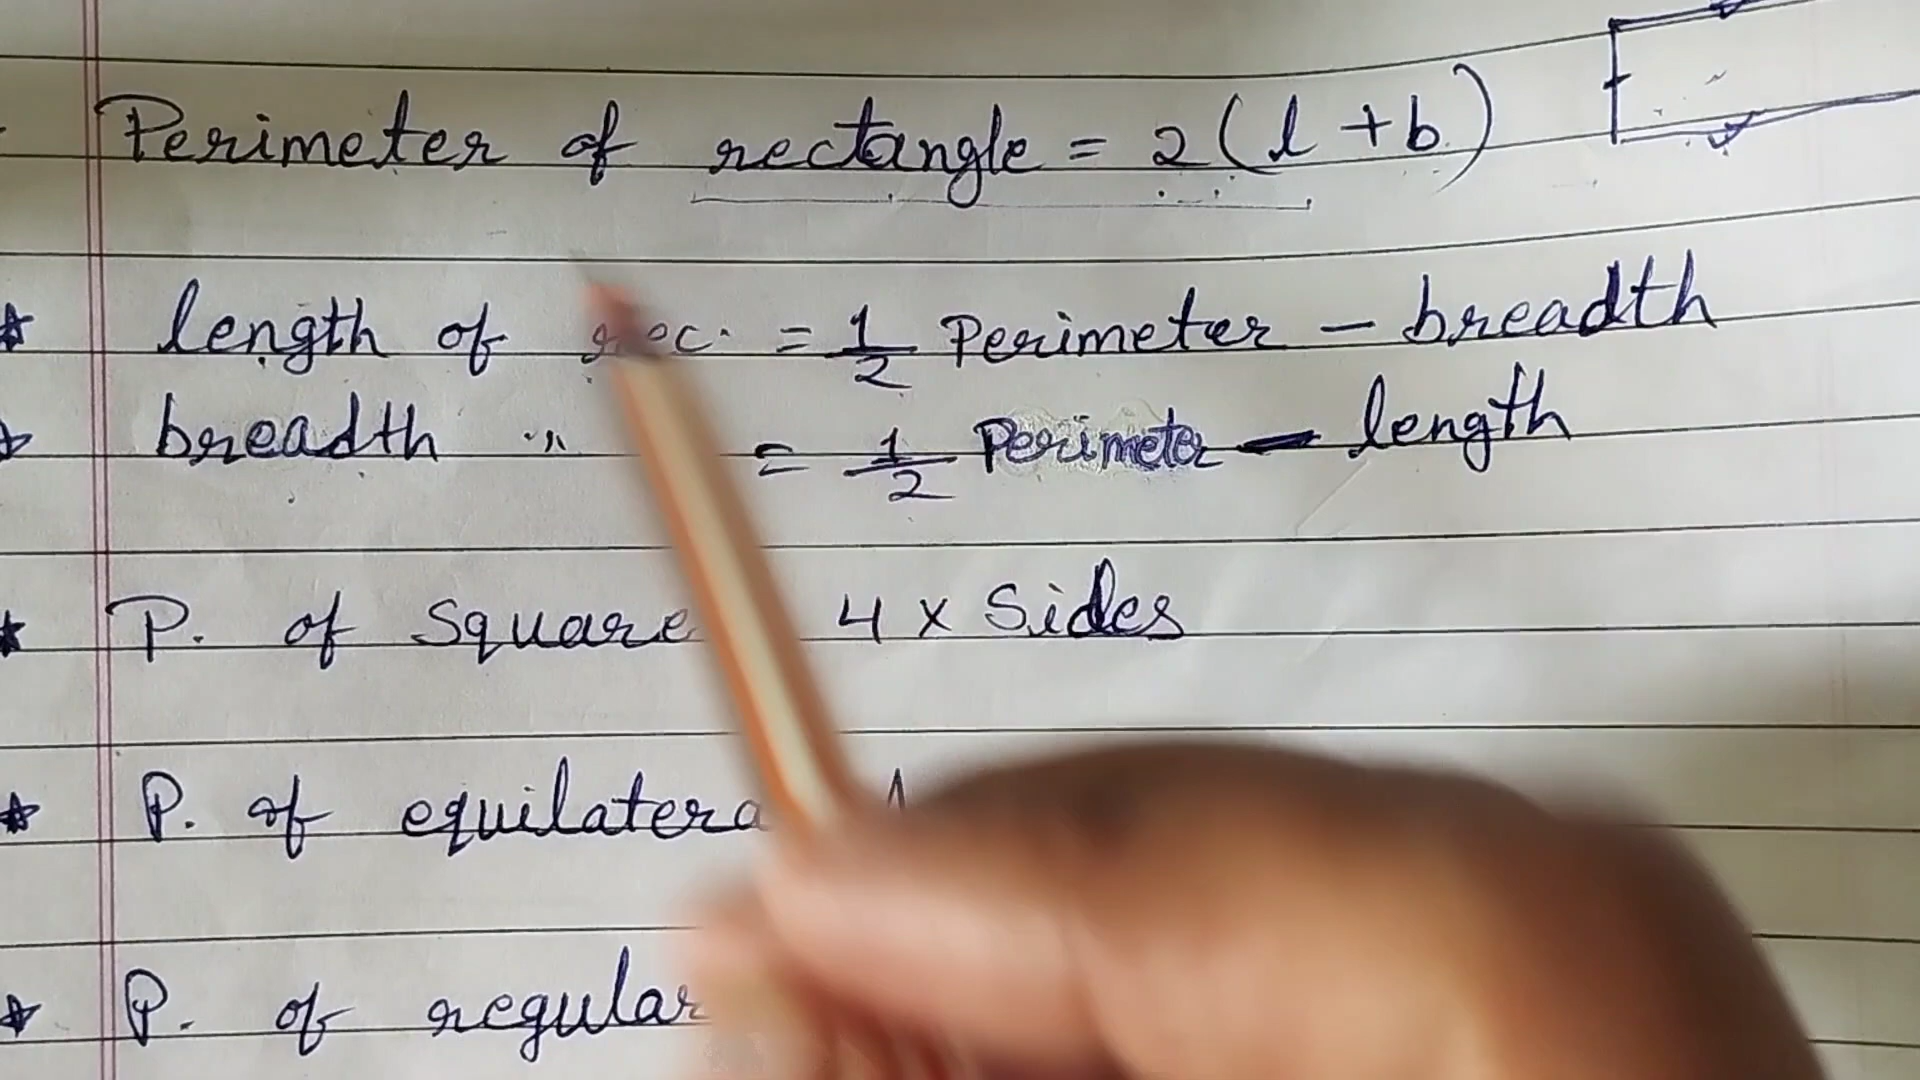 Perimeter of rectangle = 2 (l + b)
length of rec. = 1/2 Perimeter - breadth
breadth " = 1/2 Perimeter - length
P. of Square 4 x Sides
P. of equilatera
P. of regular